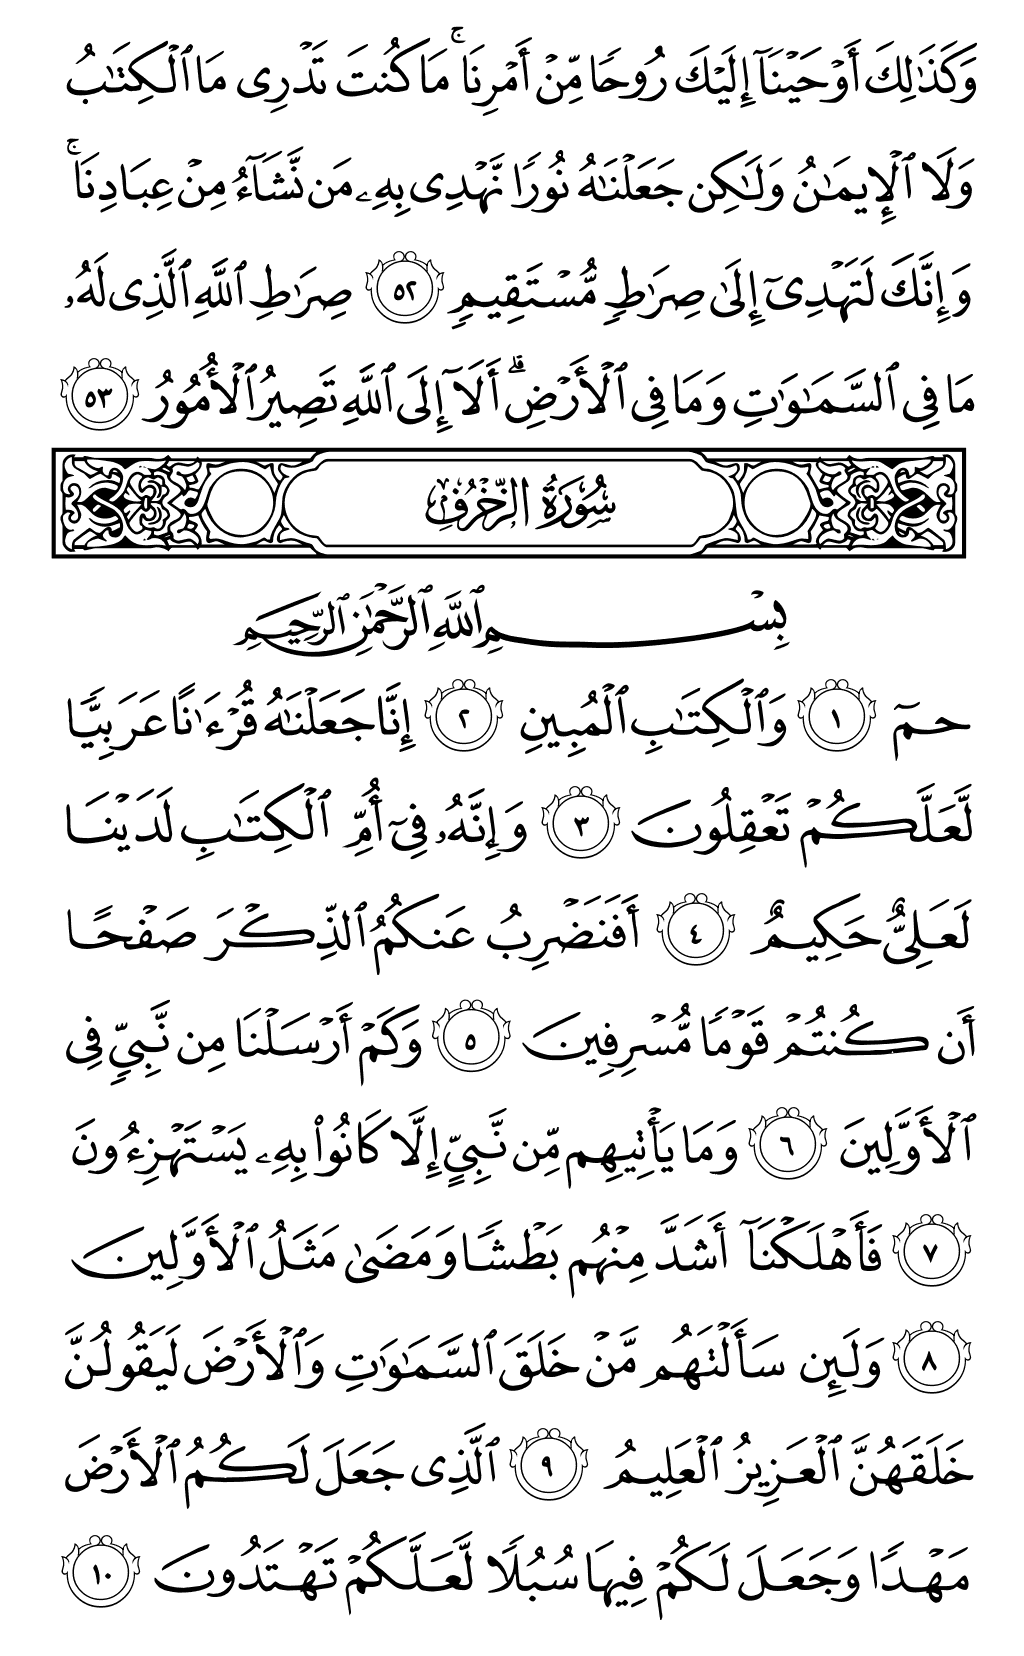 وَكَذَٰلِكَ أَوْحَيْنَآ إِلَيْكَ رُوحًا مِّنْ أَمْرِنَا ۚ مَا كُنتَ تَدْرِى مَا ٱلْكِتَٰبُ
وَلَا ٱلْإِيمَٰنُ وَلَٰكِن جَعَلْنَٰهُ نُورًا نَّهْدِى بِهِۦ مَن نَّشَآءُ مِنْ عِبَادِنَا ۚ
وَإِنَّكَ لَتَهْدِىٓ إِلَىٰ صِرَٰطٍ مُّسْتَقِيمٍ ٥٢ صِرَٰطِ ٱللَّهِ ٱلَّذِى لَهُۥ
مَا فِى ٱلسَّمَٰوَٰتِ وَمَا فِى ٱلْأَرْضِ ۗ أَلَآ إِلَى ٱللَّهِ تَصِيرُ ٱلْأُمُورُ ٥٣
سُورَةُ الزُّخْرُفِ
بِسْمِ ٱللَّهِ ٱلرَّحْمَٰنِ ٱلرَّحِيمِ
حمٓ ١ وَٱلْكِتَٰبِ ٱلْمُبِينِ ٢ إِنَّا جَعَلْنَٰهُ قُرْءَٰنًا عَرَبِيًّا
لَّعَلَّكُمْ تَعْقِلُونَ ٣ وَإِنَّهُۥ فِىٓ أُمِّ ٱلْكِتَٰبِ لَدَيْنَا
لَعَلِىٌّ حَكِيمٌ ٤ أَفَنَضْرِبُ عَنكُمُ ٱلذِّكْرَ صَفْحًا
أَن كُنتُمْ قَوْمًا مُّسْرِفِينَ ٥ وَكَمْ أَرْسَلْنَا مِن نَّبِىٍّ فِى
ٱلْأَوَّلِينَ ٦ وَمَا يَأْتِيهِم مِّن نَّبِىٍّ إِلَّا كَانُوا۟ بِهِۦ يَسْتَهْزِءُونَ
٧ فَأَهْلَكْنَآ أَشَدَّ مِنْهُم بَطْشًا وَمَضَىٰ مَثَلُ ٱلْأَوَّلِينَ
٨ وَلَئِن سَأَلْتَهُم مَّنْ خَلَقَ ٱلسَّمَٰوَٰتِ وَٱلْأَرْضَ لَيَقُولُنَّ
خَلَقَهُنَّ ٱلْعَزِيزُ ٱلْعَلِيمُ ٩ ٱلَّذِى جَعَلَ لَكُمُ ٱلْأَرْضَ
مَهْدًا وَجَعَلَ لَكُمْ فِيهَا سُبُلًا لَّعَلَّكُمْ تَهْتَدُونَ ١٠